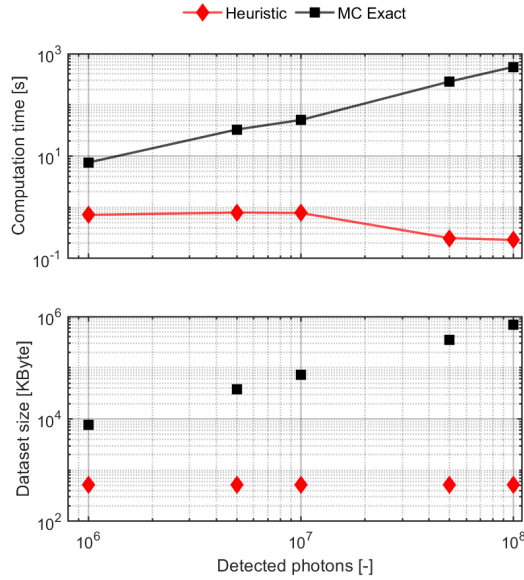 Heuristic MC Exact
Computation time [s]
10^3
10^1
10^-1
Dataset size [KByte]
10^6
10^4
10^2
10^6 10^7 10^8
Detected photons [-]